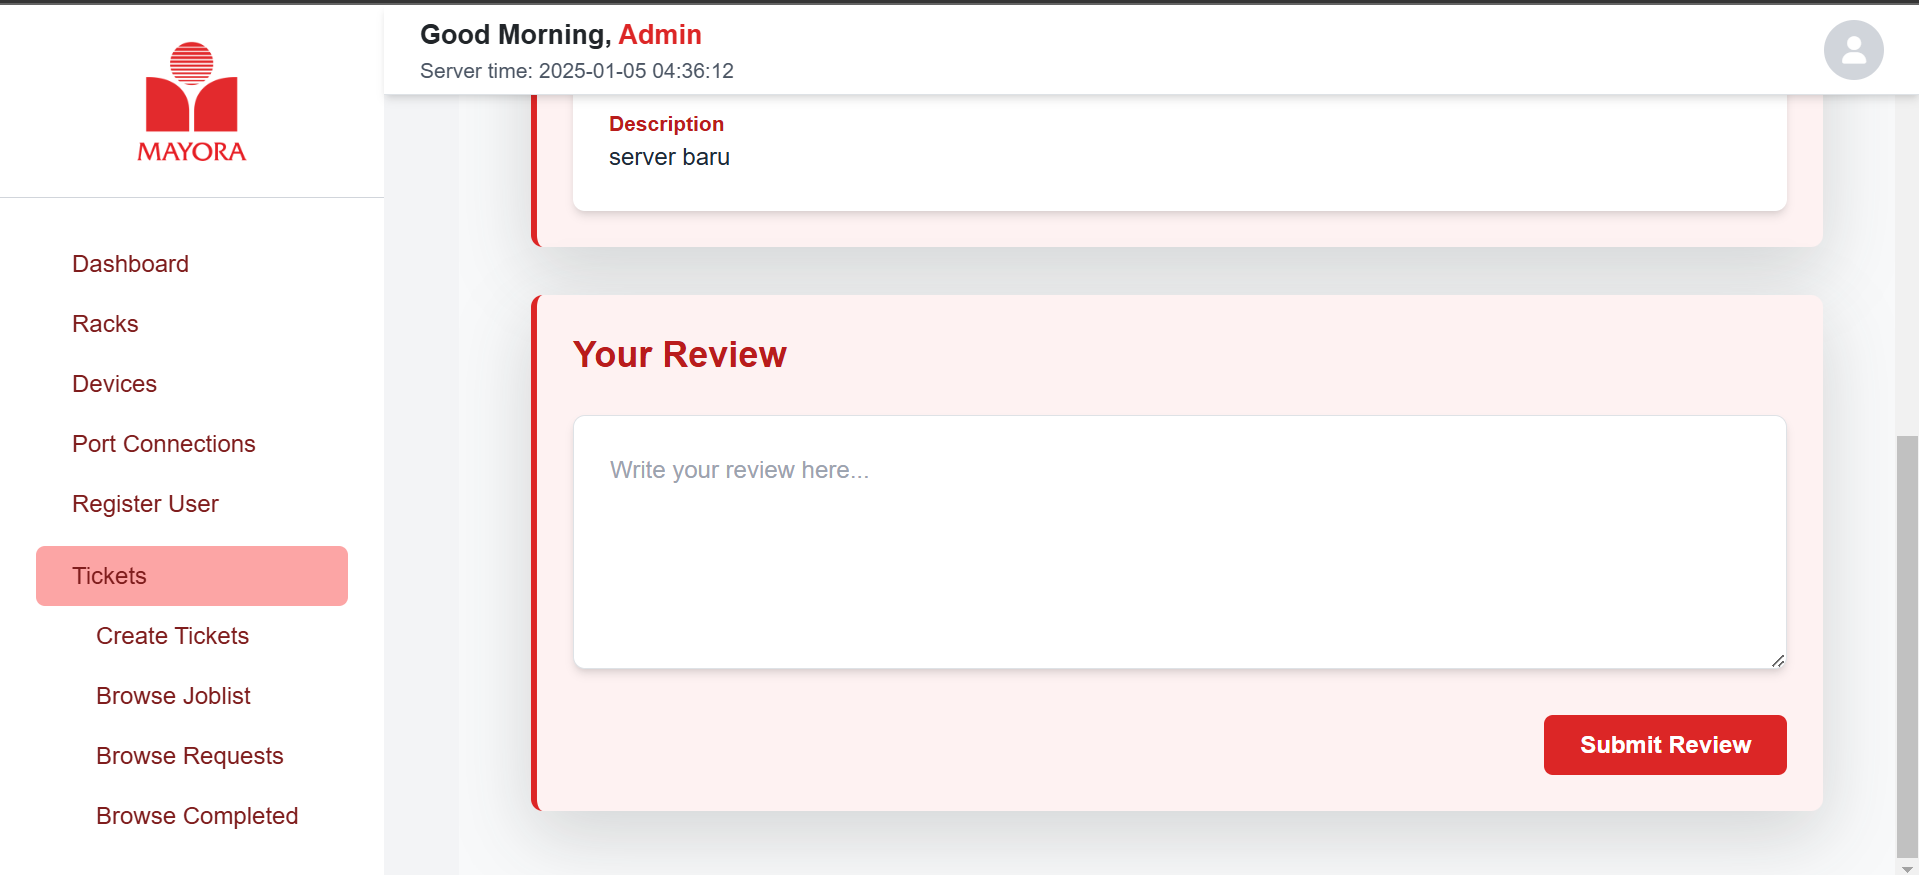 MAYORA
Dashboard
Racks
Devices
Port Connections
Register User
Tickets
Create Tickets
Browse Joblist
Browse Requests
Browse Completed
Good Morning, Admin
Server time: 2025-01-05 04:36:12
Description
server baru
Your Review
Write your review here...
Submit Review